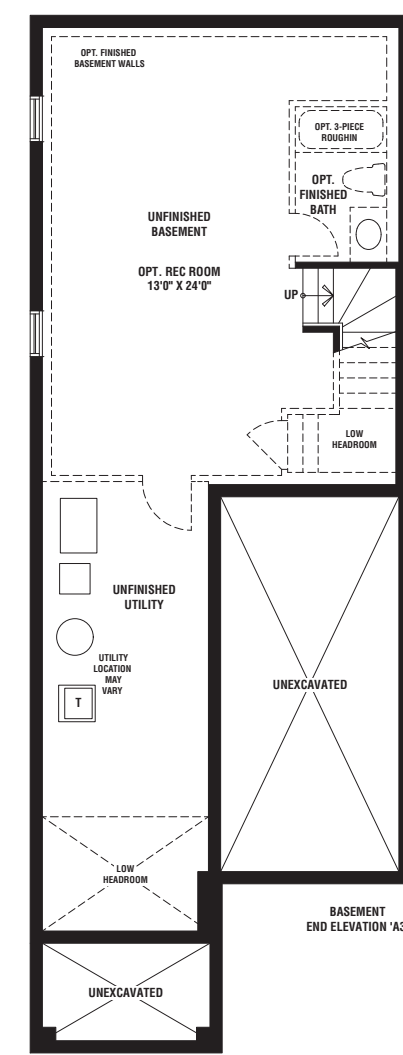 OPT. FINISHED
BASEMENT WALLS
OPT. 3-PIECE
ROUGHIN
OPT.
FINISHED
BATH
UNFINISHED
BASEMENT
OPT. REC ROOM
13'0" X 24'0"
UP
LOW
HEADROOM
UNFINISHED
UTILITY
UTILITY
LOCATION
MAY
VARY
T
UNEXCAVATED
LOW
HEADROOM
BASEMENT
END ELEVATION 'A3
UNEXCAVATED